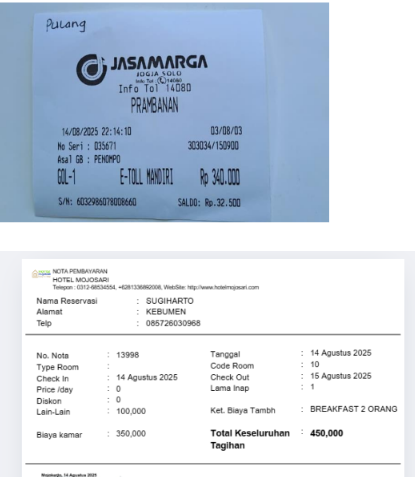 Pulang
JASAMARGA
JOGJA SOLO
Info Tol 14080
Info Tol 14080
PRAMBANAN
14/08/2025 22:14:10 03/08/03
No Seri : 035671 303034/150900
Asal GB : PENOMPO
GOL-1 E-TOLL MANDIRI Rp 340.000
S/N: 6032986078008660 SALDO: Rp.32.500
NOTA PEMBAYARAN
HOTEL MOJOSARI
Nama Reservasi : SUGIHARTO
Alamat : KEBUMEN
Telp : 085726030968
No. Nota : 13998 Tanggal : 14 Agustus 2025
Type Room : Code Room : 10
Check In : 14 Agustus 2025 Check Out : 15 Agustus 2025
Price /day : 0 Lama Inap : 1
Diskon : 0
Lain-Lain : 100,000 Ket. Biaya Tambh : BREAKFAST 2 ORANG
Biaya kamar : 350,000 Total Keseluruhan Tagihan : 450,000